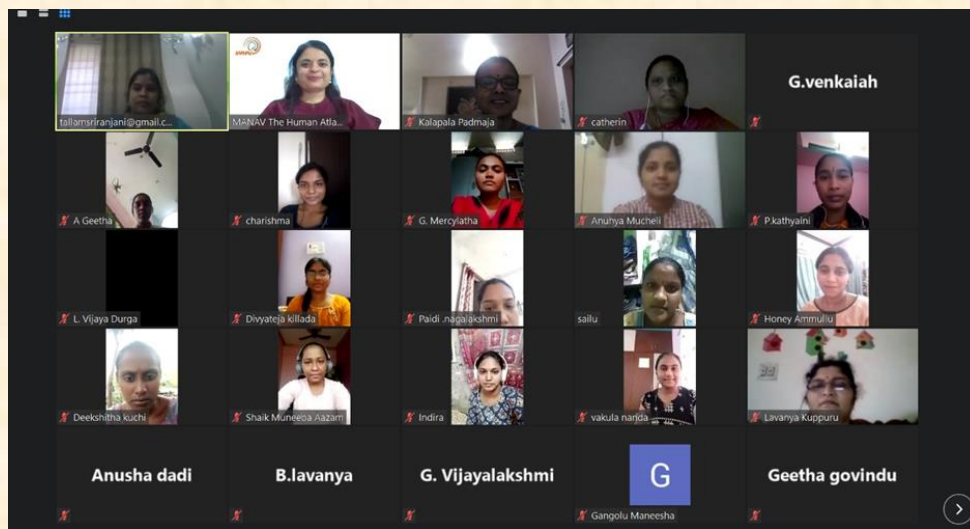 tallamsriranjani@gmail.c...
MANAV The Human Atla...
Kalapala Padmaja
catherin
G.venkaiah
A Geetha
charishma
G. Mercylatha
Anuhya Mucheli
P.kathyaini
L. Vijaya Durga
Divyateja killada
Paidi .nagalakshmi
sailu
Honey Ammullu
Deekshitha kuchi
Shaik Muneeba Aazam
Indira
vakula nanda
Lavanya Kuppuru
Anusha dadi
B.lavanya
G. Vijayalakshmi
G
Gangolu Maneesha
Geetha govindu